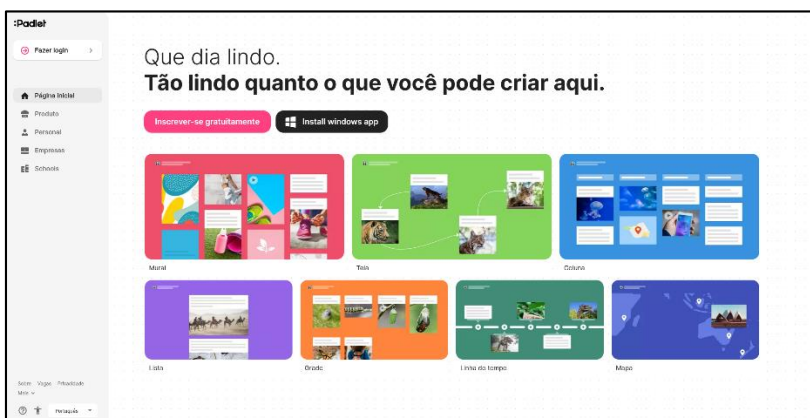 :Padlet
Fazer login
Página Inicial
Produto
Personal
Empresas
Schools
Sobre Vagas Privacidade
Mais
Português
Que dia lindo.
Tão lindo quanto o que você pode criar aqui.
Inscrever-se gratuitamente
Install windows app
Mural
Tela
Coluna
Lista
Grade
Linha do tempo
Mapa